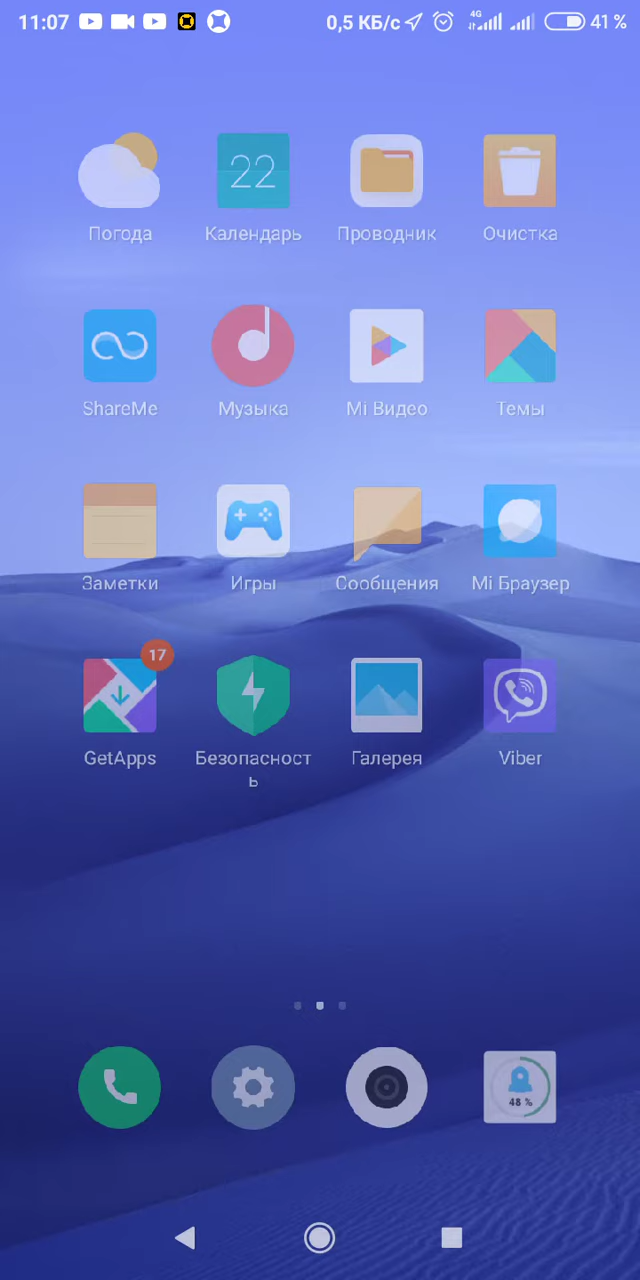 11:07 0,5 КБ/с 4G 41 %
22
Погода Календарь Проводник Очистка
ShareMe Музыка Mi Видео Темы
Заметки Игры Сообщения Mi Браузер
17
GetApps Безопасност Галерея Viber
ь
48 %